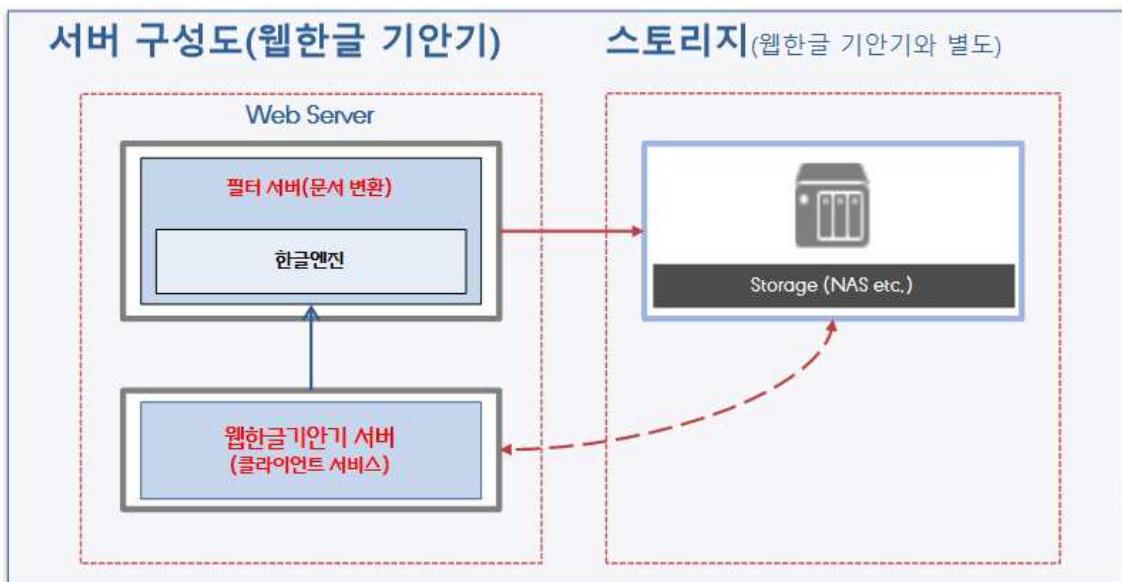 서버 구성도(웹한글 기안기)
스토리지(웹한글 기안기와 별도)
Web Server
필터 서버(문서 변환)
한글엔진
웹한글기안기 서버
(클라이언트 서비스)
Storage (NAS etc.)